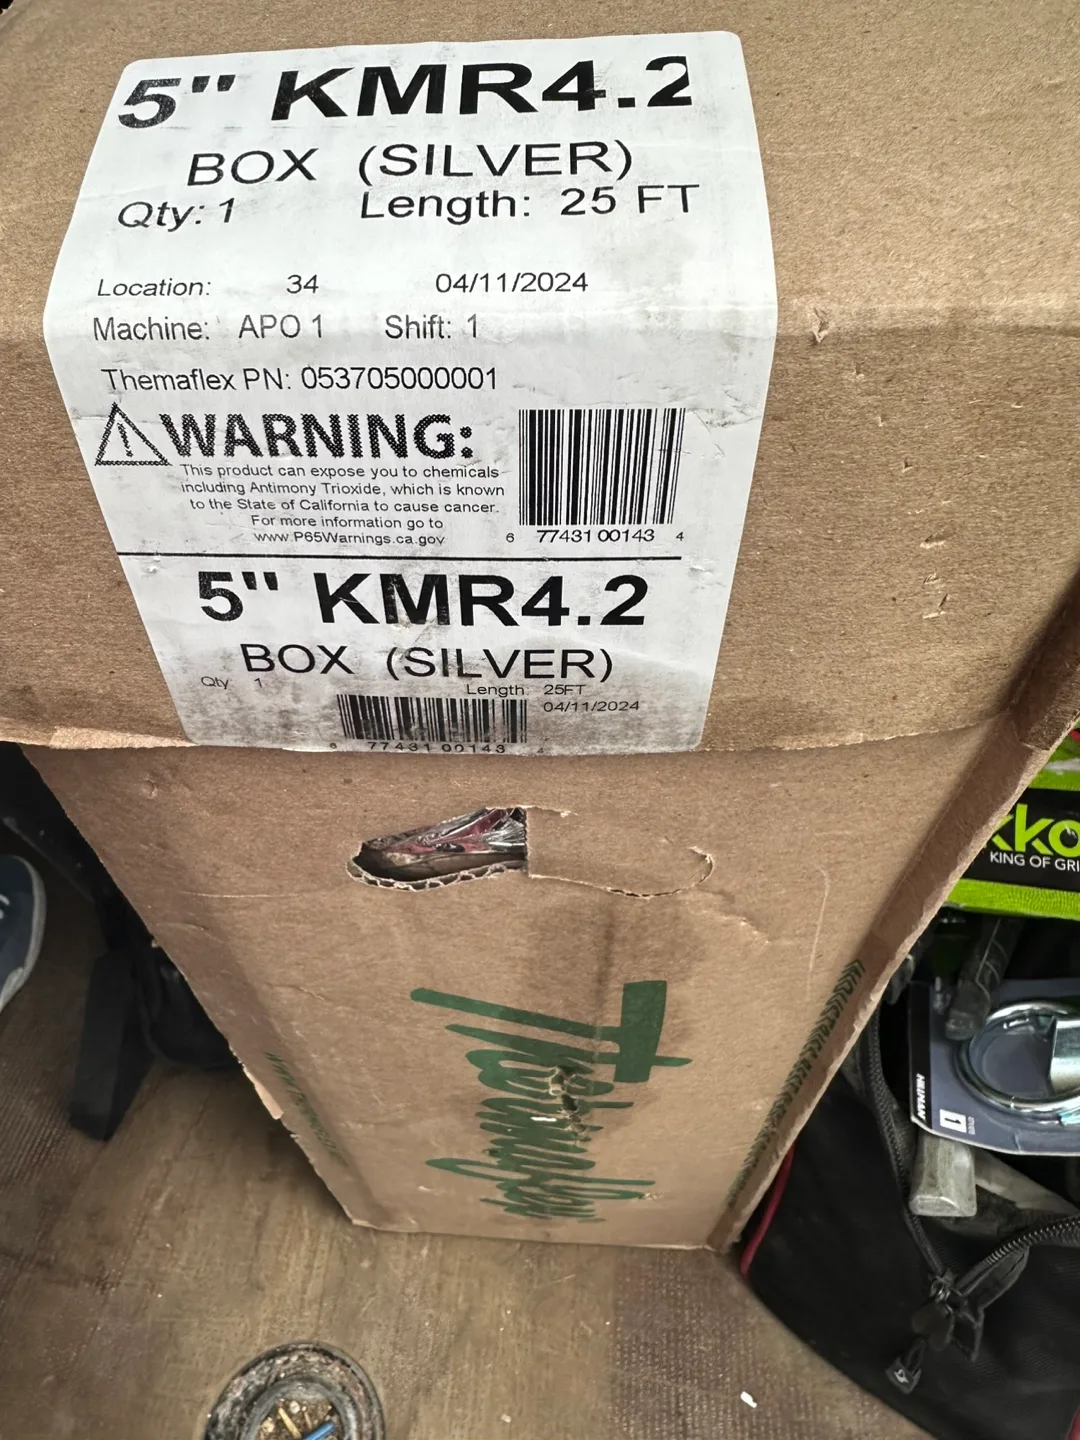 5" KMR4.2
BOX (SILVER)
Qty: 1 Length: 25 FT
Location: 34 04/11/2024
Machine: APO 1 Shift: 1
Themaflex PN: 053705000001
WARNING:
This product can expose you to chemicals
including Antimony Trioxide, which is known
to the State of California to cause cancer.
For more information go to
www.P65Warnings.ca.gov
6 77431 00143 4
5" KMR4.2
BOX (SILVER)
Qty 1 Length: 25FT
04/11/2024
6 77431 00143 4
Thermaflex
KING OF GRI